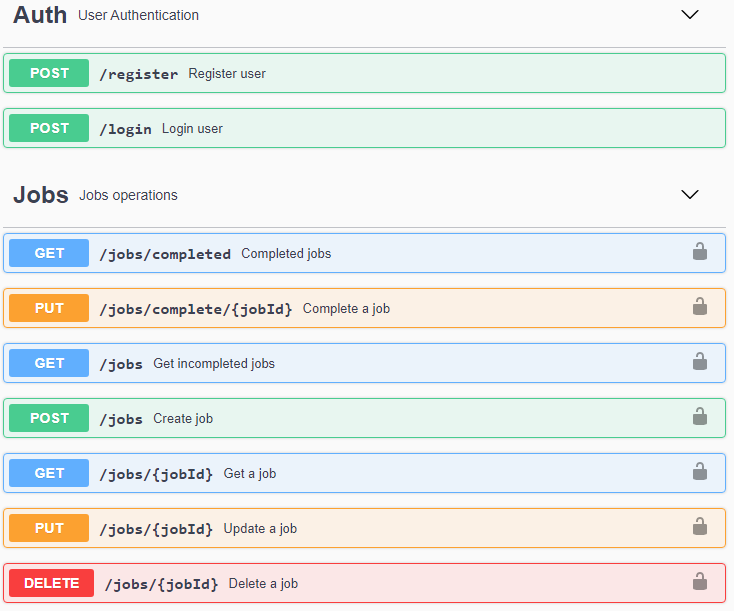 Auth User Authentication
POST /register Register user
POST /login Login user
Jobs Jobs operations
GET /jobs/completed Completed jobs
PUT /jobs/complete/{jobId} Complete a job
GET /jobs Get incompleted jobs
POST /jobs Create job
GET /jobs/{jobId} Get a job
PUT /jobs/{jobId} Update a job
DELETE /jobs/{jobId} Delete a job